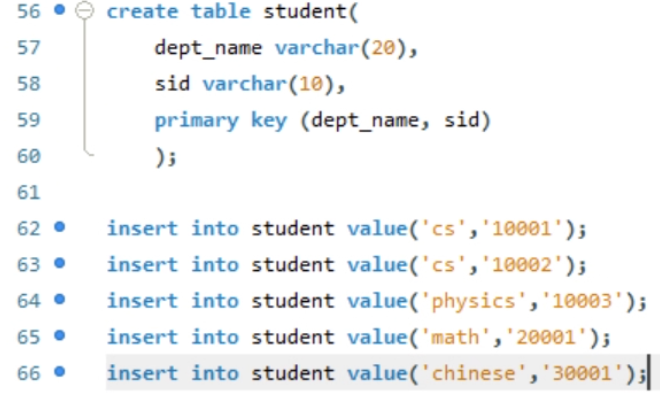 56 create table student(
57 dept_name varchar(20),
58 sid varchar(10),
59 primary key (dept_name, sid)
60 );
61
62 insert into student value('cs','10001');
63 insert into student value('cs','10002');
64 insert into student value('physics','10003');
65 insert into student value('math','20001');
66 insert into student value('chinese','30001');